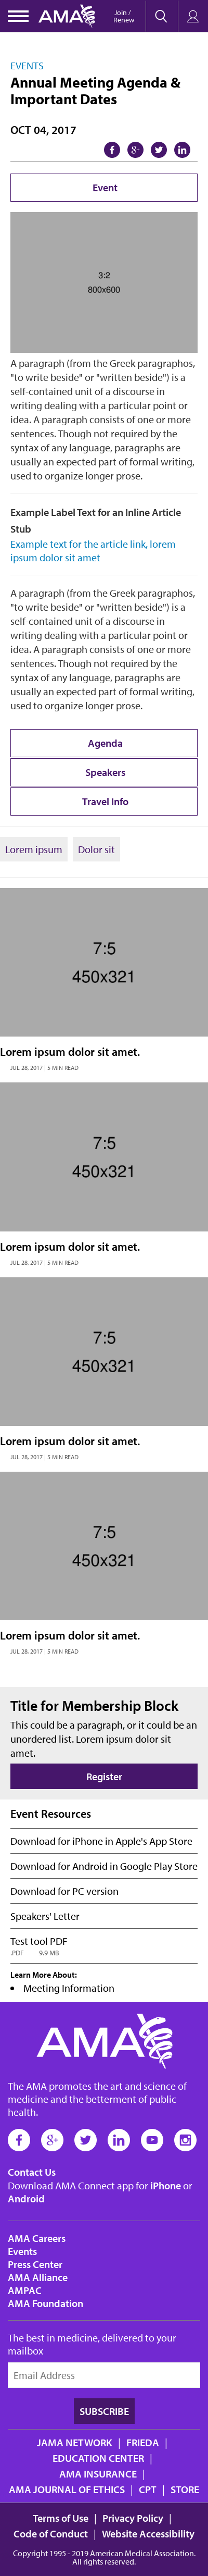 AMA
Join /
Renew
EVENTS
Annual Meeting Agenda &
Important Dates
OCT 04, 2017
Event
3:2
800x600
A paragraph (from the Greek paragraphos,
"to write beside" or "written beside") is a
self-contained unit of a discourse in
writing dealing with a particular point or
idea. A paragraph consists of one or more
sentences. Though not required by the
syntax of any language, paragraphs are
usually an expected part of formal writing,
used to organize longer prose.
Example Label Text for an Inline Article
Stub
Example text for the article link, lorem
ipsum dolor sit amet
A paragraph (from the Greek paragraphos,
"to write beside" or "written beside") is a
self-contained unit of a discourse in
writing dealing with a particular point or
idea. A paragraph consists of one or more
sentences. Though not required by the
syntax of any language, paragraphs are
usually an expected part of formal writing,
used to organize longer prose.
Agenda
Speakers
Travel Info
Lorem ipsum Dolor sit
7:5
450x321
Lorem ipsum dolor sit amet.
JUL 28, 2017 | 5 MIN READ
7:5
450x321
Lorem ipsum dolor sit amet.
JUL 28, 2017 | 5 MIN READ
7:5
450x321
Lorem ipsum dolor sit amet.
JUL 28, 2017 | 5 MIN READ
7:5
450x321
Lorem ipsum dolor sit amet.
JUL 28, 2017 | 5 MIN READ
Title for Membership Block
This could be a paragraph, or it could be an
unordered list. Lorem ipsum dolor sit
amet.
Register
Event Resources
Download for iPhone in Apple's App Store
Download for Android in Google Play Store
Download for PC version
Speakers' Letter
Test tool PDF
.PDF 9.9 MB
Learn More About:
• Meeting Information
AMA
The AMA promotes the art and science of
medicine and the betterment of public
health.
Contact Us
Download AMA Connect app for iPhone or
Android
AMA Careers
Events
Press Center
AMA Alliance
AMPAC
AMA Foundation
The best in medicine, delivered to your
mailbox
Email Address
SUBSCRIBE
JAMA NETWORK | FRIEDA |
EDUCATION CENTER |
AMA INSURANCE |
AMA JOURNAL OF ETHICS | CPT | STORE
Terms of Use | Privacy Policy |
Code of Conduct | Website Accessibility
Copyright 1995 - 2019 American Medical Association.
All rights reserved.